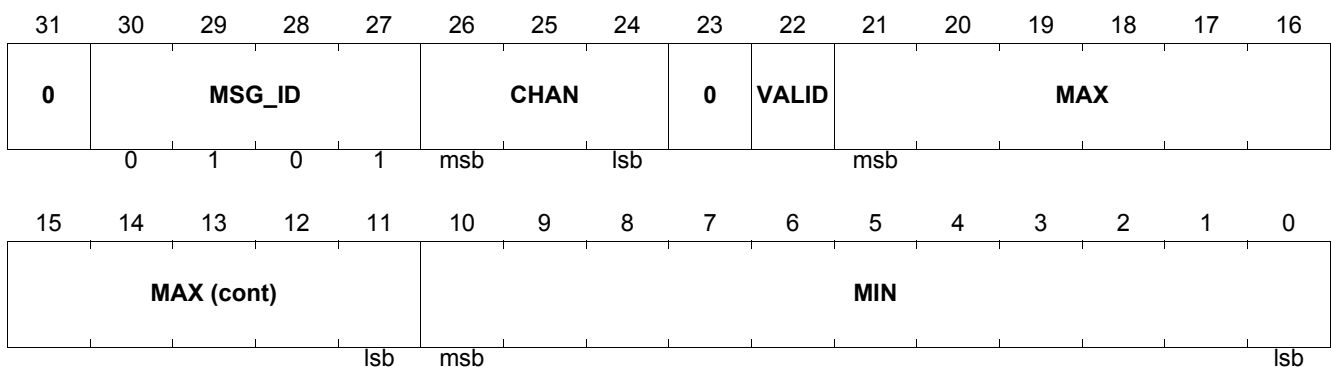 31 30 29 28 27 26 25 24 23 22 21 20 19 18 17 16
0 MSG_ID CHAN 0 VALID MAX
0 1 0 1 msb lsb msb
15 14 13 12 11 10 9 8 7 6 5 4 3 2 1 0
MAX (cont) MIN
lsb msb lsb